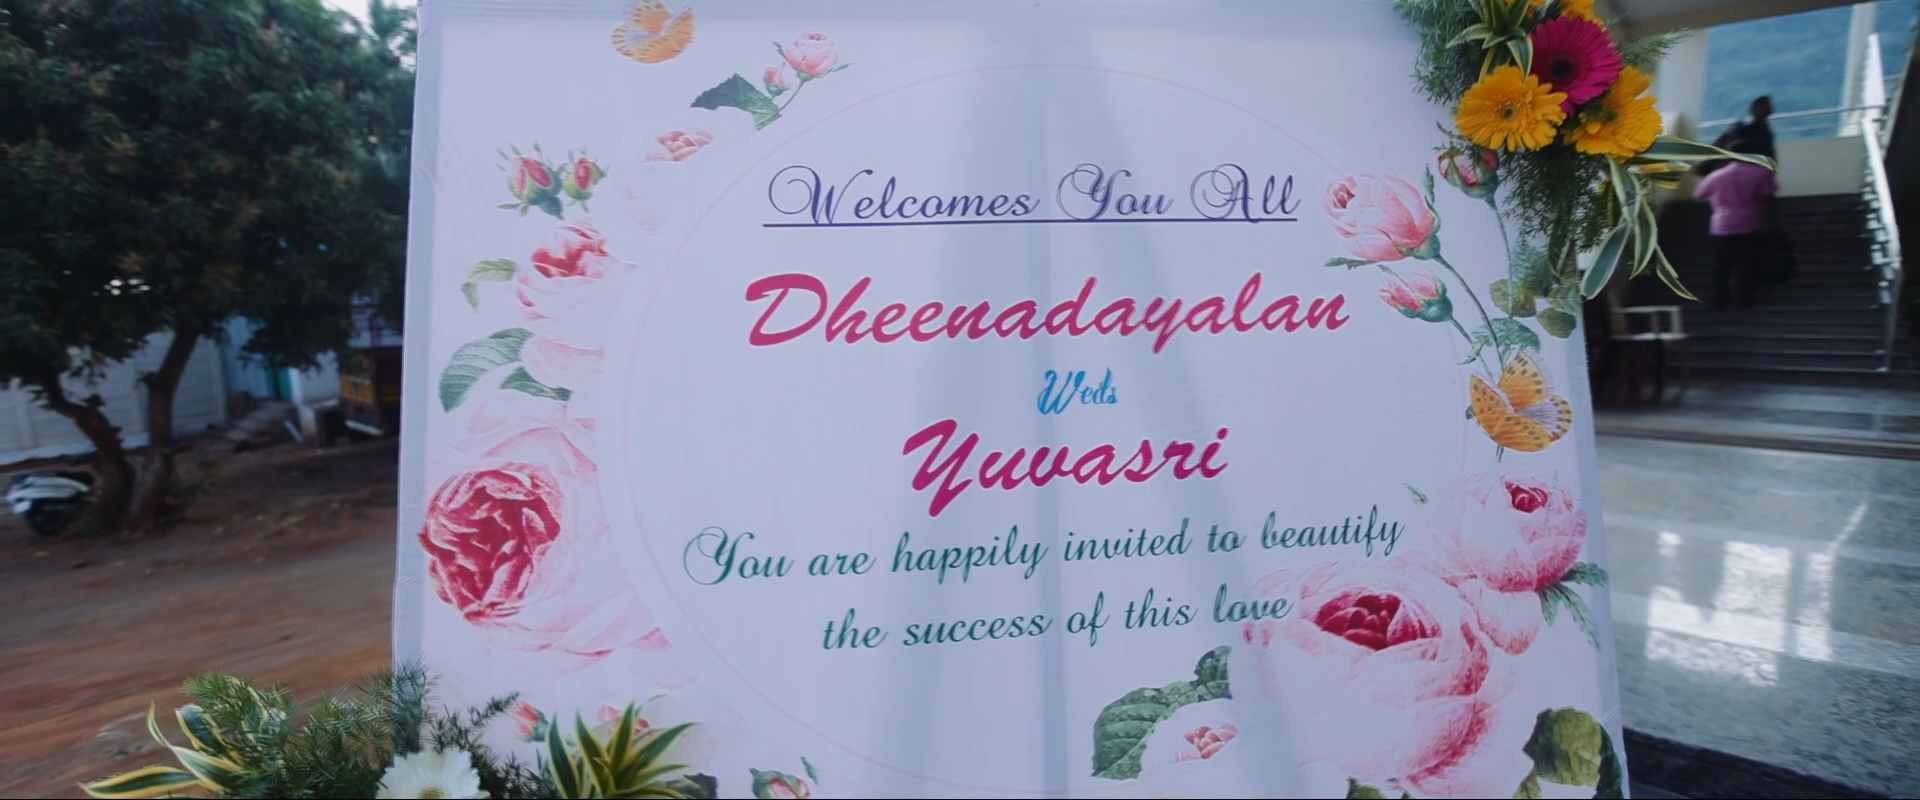 Welcomes You All
Dheenadayalan
Weds
Yuvasri
You are happily invited to beautify
the success of this love